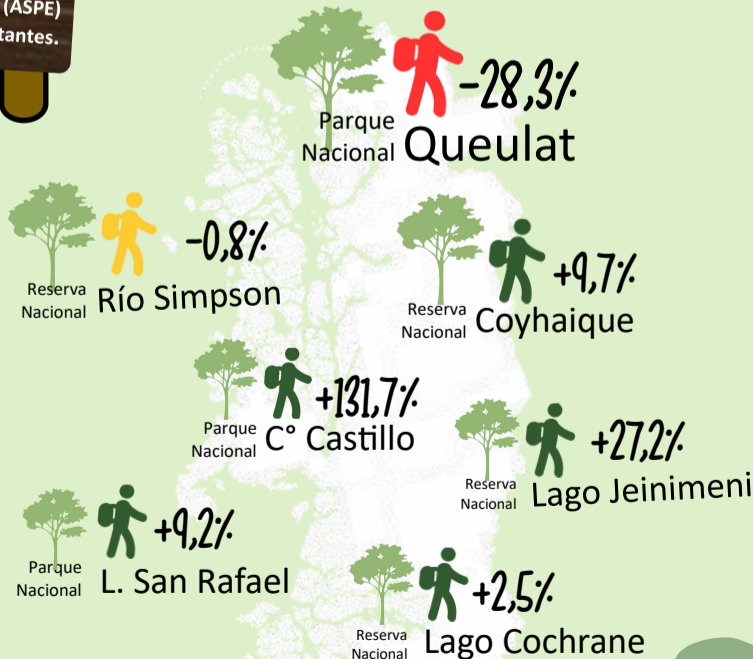 (ASPE)
tantes.
-28,3%
Parque
Nacional Queulat
-0,8%
Reserva
Nacional Río Simpson
+9,7%
Reserva
Nacional Coyhaique
+131,7%
Parque
Nacional C° Castillo
+27,2%
Reserva
Nacional Lago Jeinimeni
+9,2%
Parque
Nacional L. San Rafael
+2,5%
Reserva
Nacional Lago Cochrane